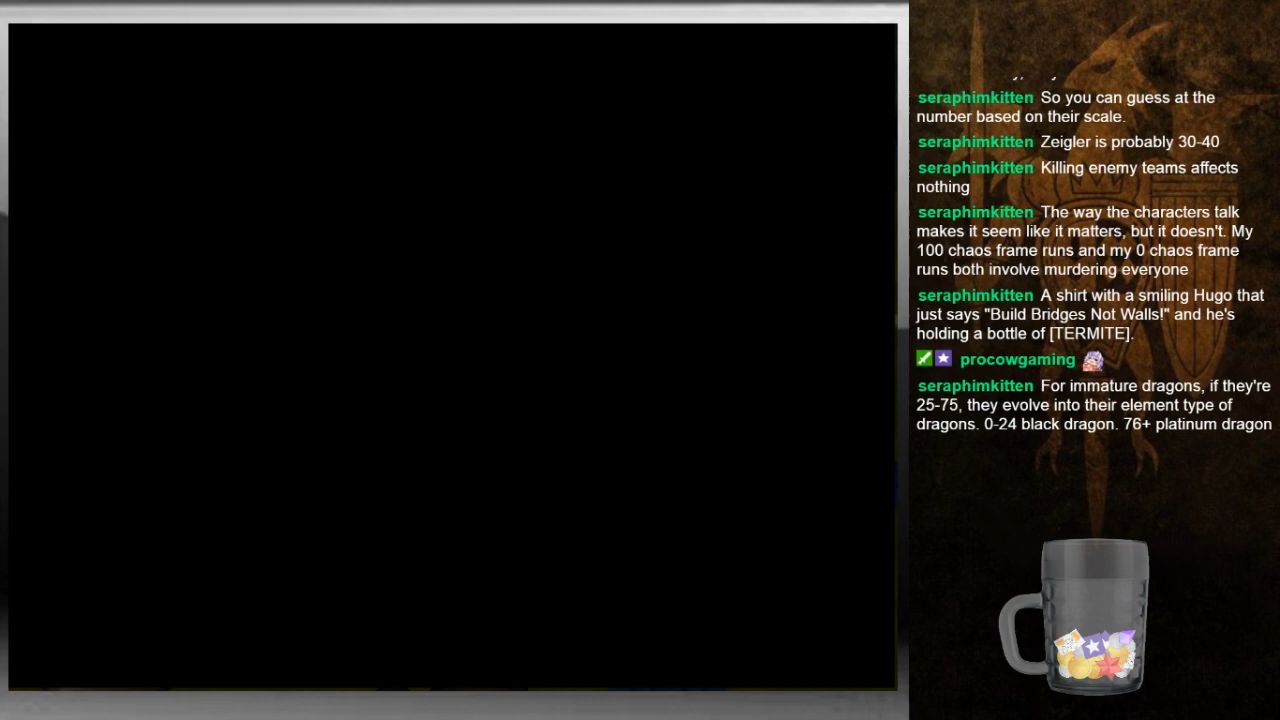 seraphimkitten So you can guess at the
number based on their scale.
seraphimkitten Zeigler is probably 30-40
seraphimkitten Killing enemy teams affects
nothing
seraphimkitten The way the characters talk
makes it seem like it matters, but it doesn't. My
100 chaos frame runs and my 0 chaos frame
runs both involve murdering everyone
seraphimkitten A shirt with a smiling Hugo that
just says "Build Bridges Not Walls!" and he's
holding a bottle of [TERMITE].
procowgaming
seraphimkitten For immature dragons, if they're
25-75, they evolve into their element type of
dragons. 0-24 black dragon. 76+ platinum dragon